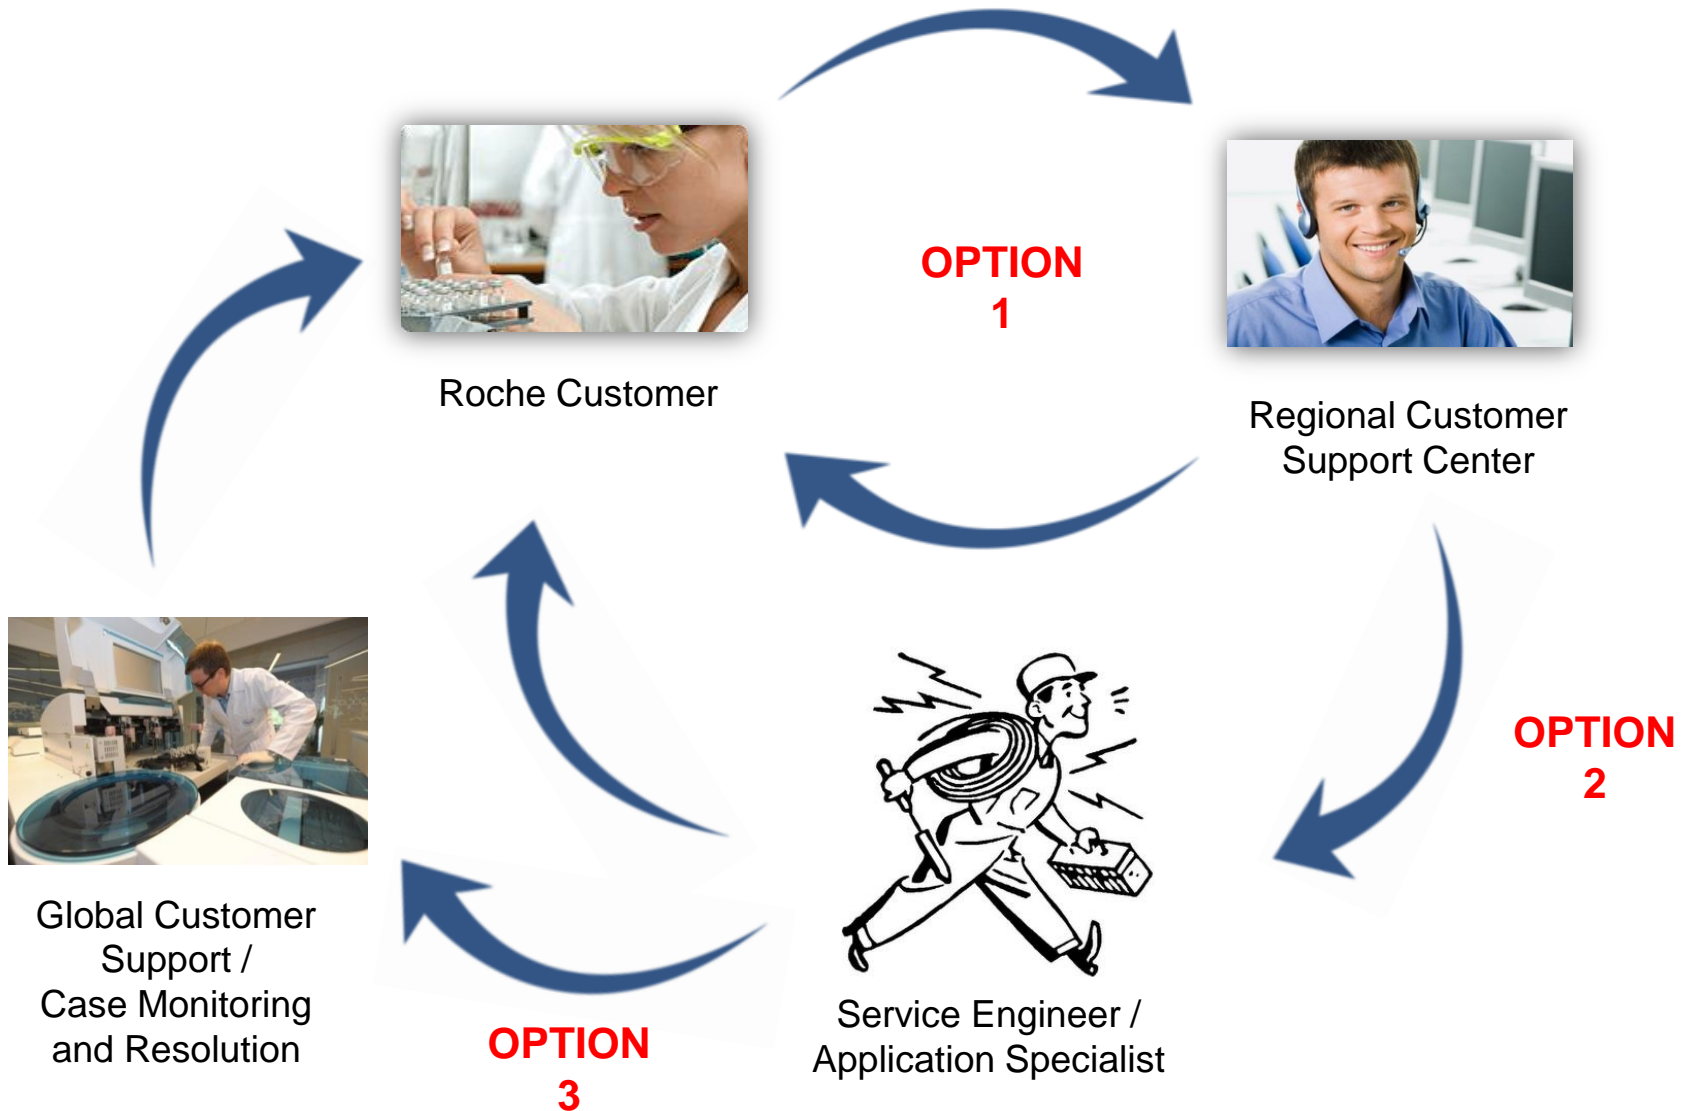 OPTION
1
Roche Customer
Regional Customer
Support Center
OPTION
2
Global Customer
Support /
Case Monitoring
and Resolution
Service Engineer /
Application Specialist
OPTION
3